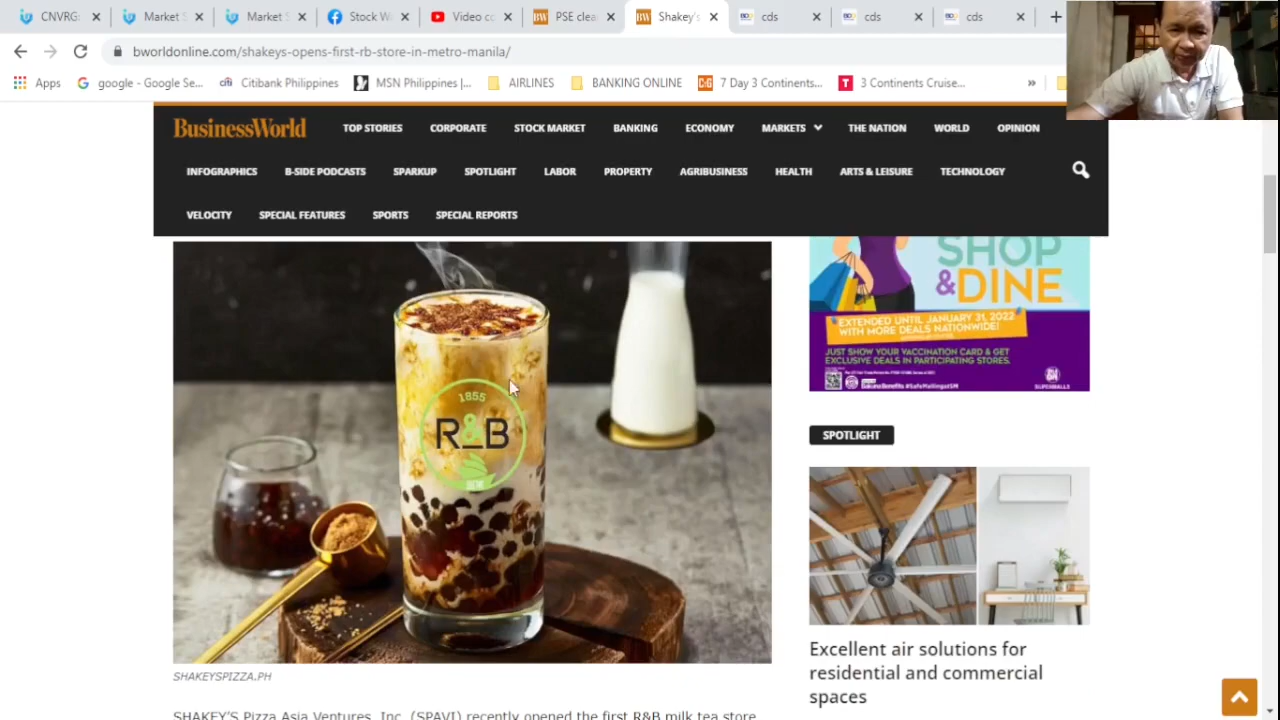 CNVRG:
Market S
Market S
Stock Wa
Video co
PSE clea
Shakey's
cds
cds
cds
bworldonline.com/shakeys-opens-first-rb-store-in-metro-manila/
Apps
google - Google Se...
Citibank Philippines
MSN Philippines |...
AIRLINES
BANKING ONLINE
7 Day 3 Continents...
3 Continents Cruise...
»
BusinessWorld
TOP STORIES CORPORATE STOCK MARKET BANKING ECONOMY MARKETS THE NATION WORLD OPINION
INFOGRAPHICS B-SIDE PODCASTS SPARKUP SPOTLIGHT LABOR PROPERTY AGRIBUSINESS HEALTH ARTS & LEISURE TECHNOLOGY
VELOCITY SPECIAL FEATURES SPORTS SPECIAL REPORTS
1855
R&B
SHAKEYSPIZZA.PH
SHAKEY'S Pizza Asia Ventures, Inc. (SPAVI) recently opened the first R&B milk tea store
SHOP
& DINE
EXTENDED UNTIL JANUARY 31, 2022
WITH MORE DEALS NATIONWIDE!
JUST SHOW YOUR VACCINATION CARD & GET
EXCLUSIVE DEALS IN PARTICIPATING STORES.
#SafeMallingatSM
SUPERMALLS
SPOTLIGHT
Excellent air solutions for
residential and commercial
spaces